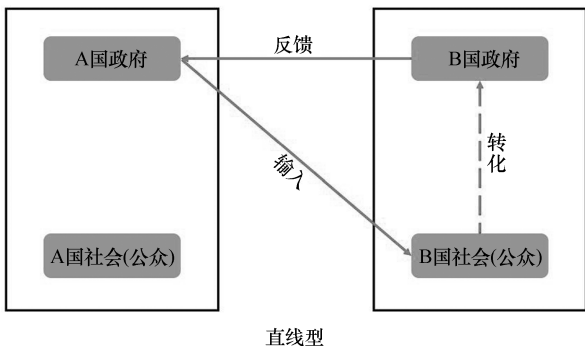 A国政府
反馈
B国政府
输入
转化
A国社会(公众)
B国社会(公众)
直线型